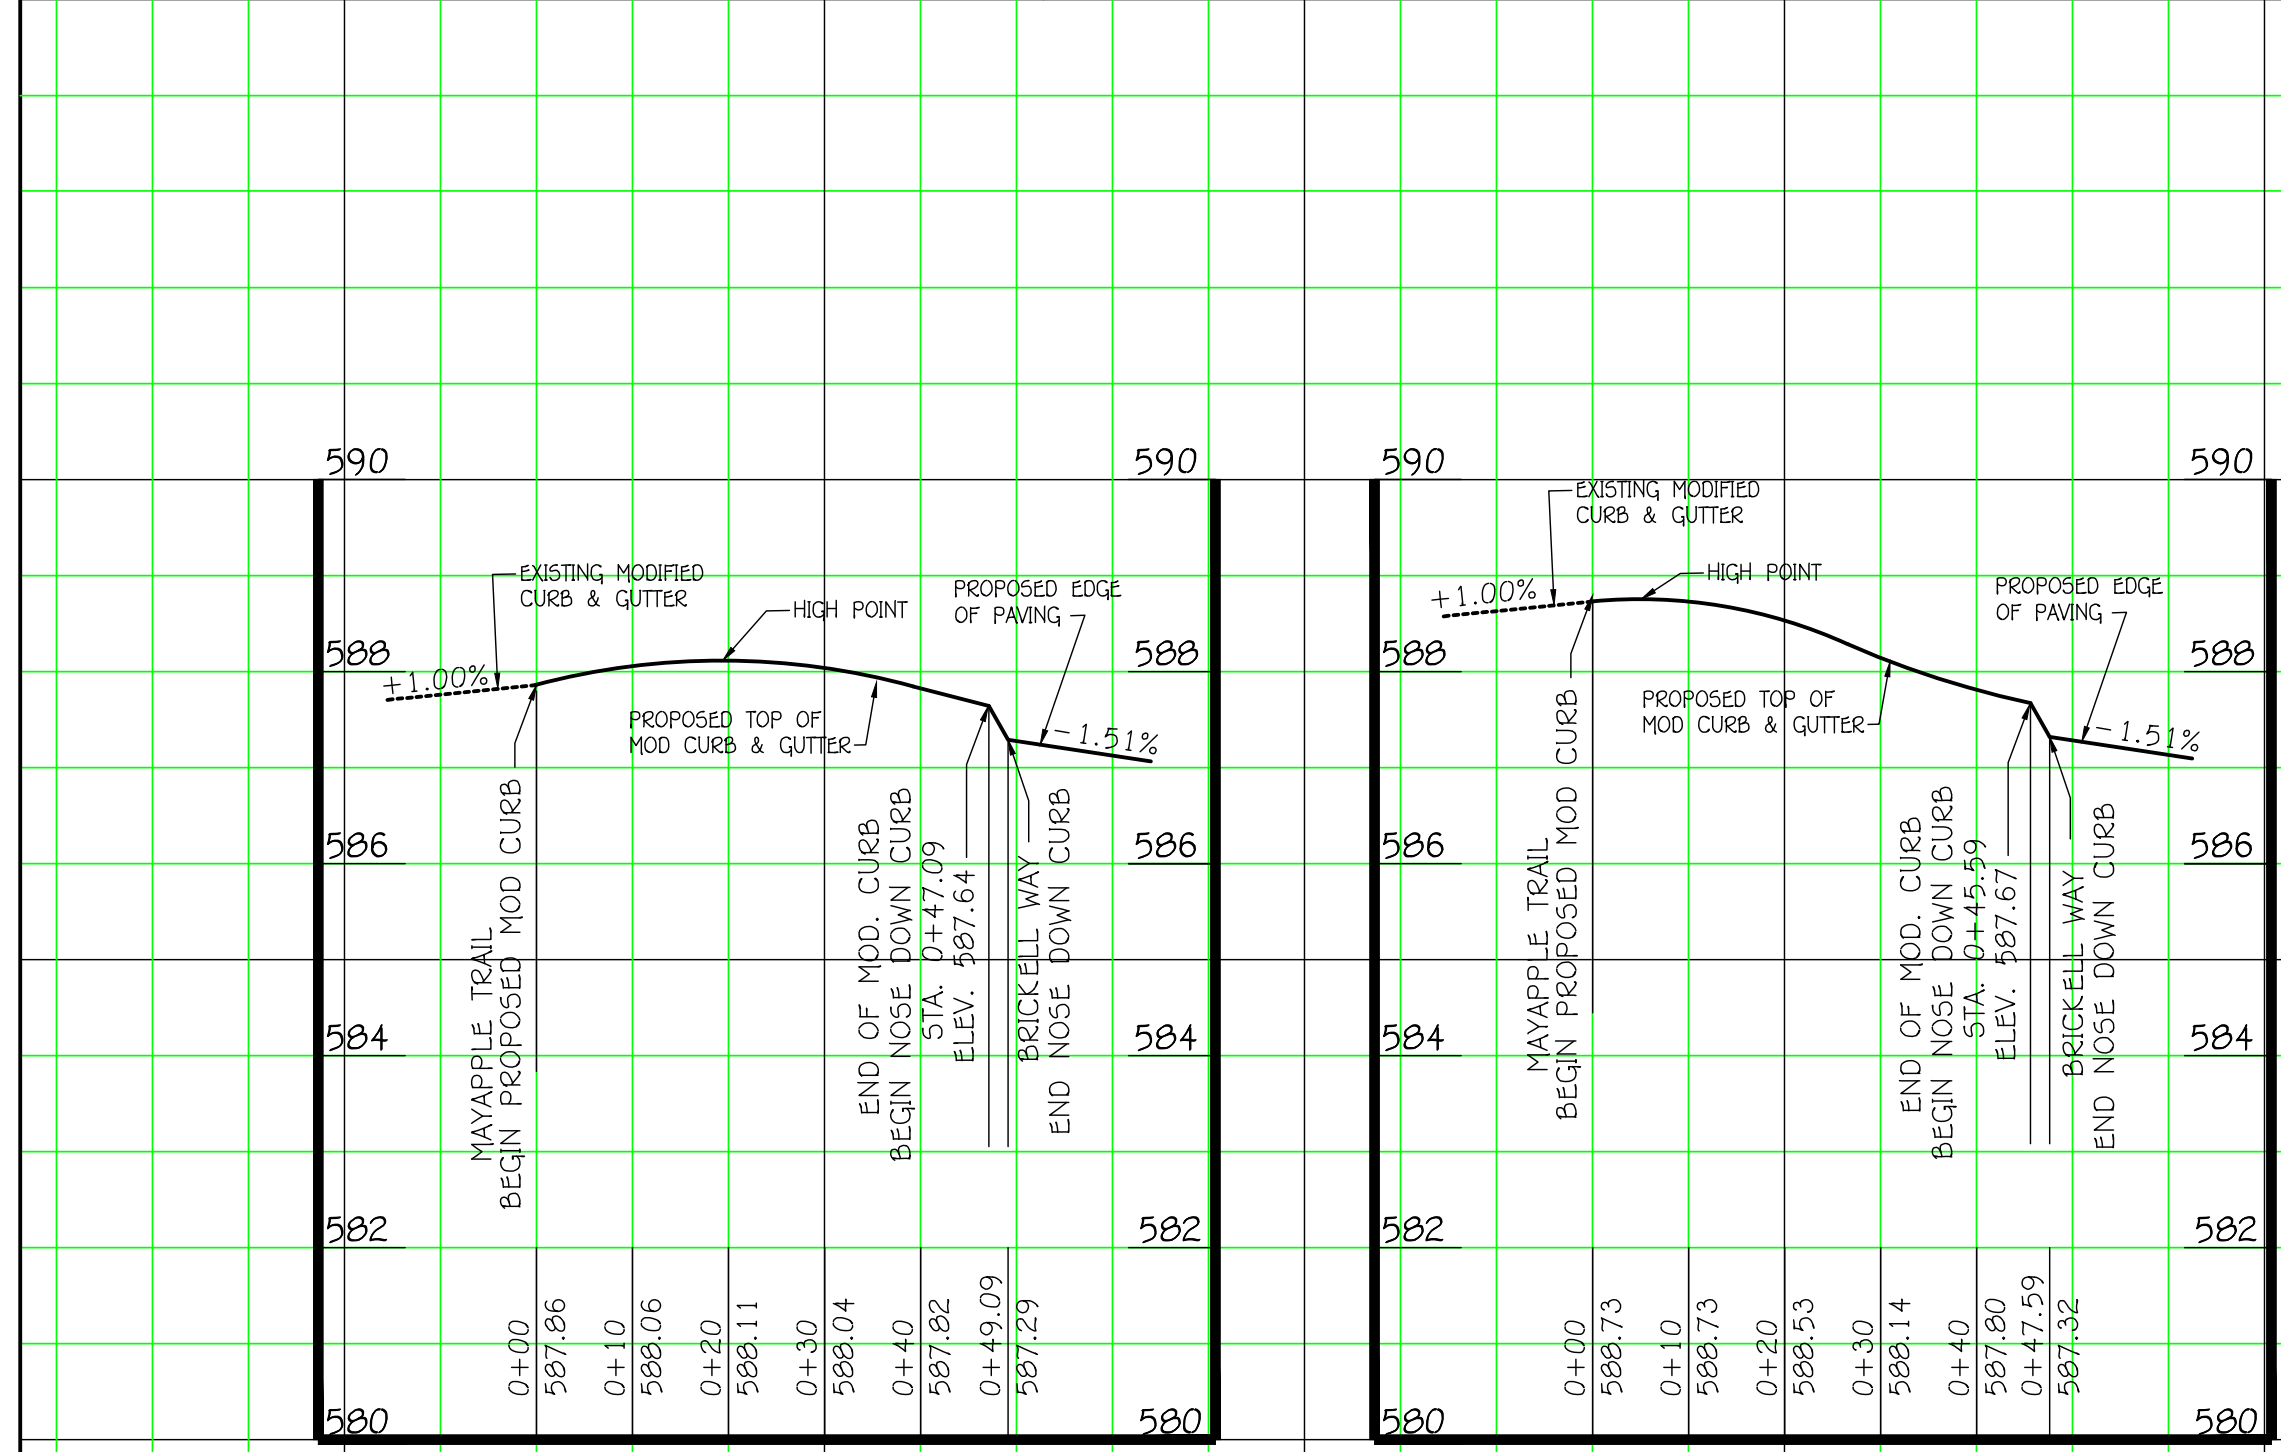 590
590
EXISTING MODIFIED
CURB & GUTTER
HIGH POINT
PROPOSED EDGE
OF PAVING
588
588
+1.00%
PROPOSED TOP OF
MOD CURB & GUTTER
-1.51%
586
586
MAYAPPLE TRAIL
BEGIN PROPOSED MOD CURB
END OF MOD. CURB
BEGIN NOSE DOWN CURB
STA. 0+47.09
ELEV. 587.64
BRICKELL WAY
END NOSE DOWN CURB
584
584
582
582
0+00
587.86
0+10
588.06
0+20
588.11
0+30
588.04
0+40
587.82
0+49.09
587.29
580
580
590
590
EXISTING MODIFIED
CURB & GUTTER
HIGH POINT
+1.00%
PROPOSED EDGE
OF PAVING
588
588
PROPOSED TOP OF
MOD CURB & GUTTER
-1.51%
586
586
MAYAPPLE TRAIL
BEGIN PROPOSED MOD CURB
END OF MOD. CURB
BEGIN NOSE DOWN CURB
STA. 0+45.59
ELEV. 587.67
BRICKELL WAY
END NOSE DOWN CURB
584
584
582
582
0+00
588.73
0+10
588.73
0+20
588.53
0+30
588.14
0+40
587.80
0+47.59
587.32
580
580